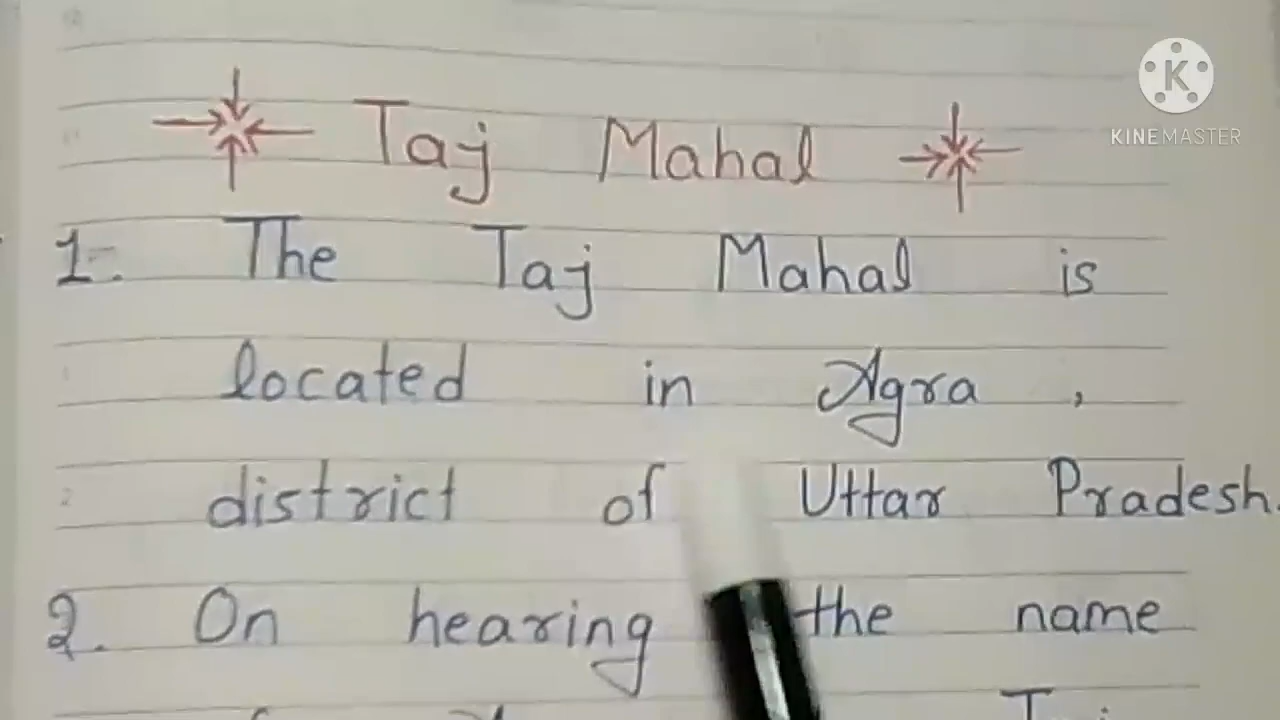 Taj Mahal
K
KINEMASTER
1. The Taj Mahal is
located in Agra ,
district of Uttar Pradesh.
2. On hearing the name
Taj